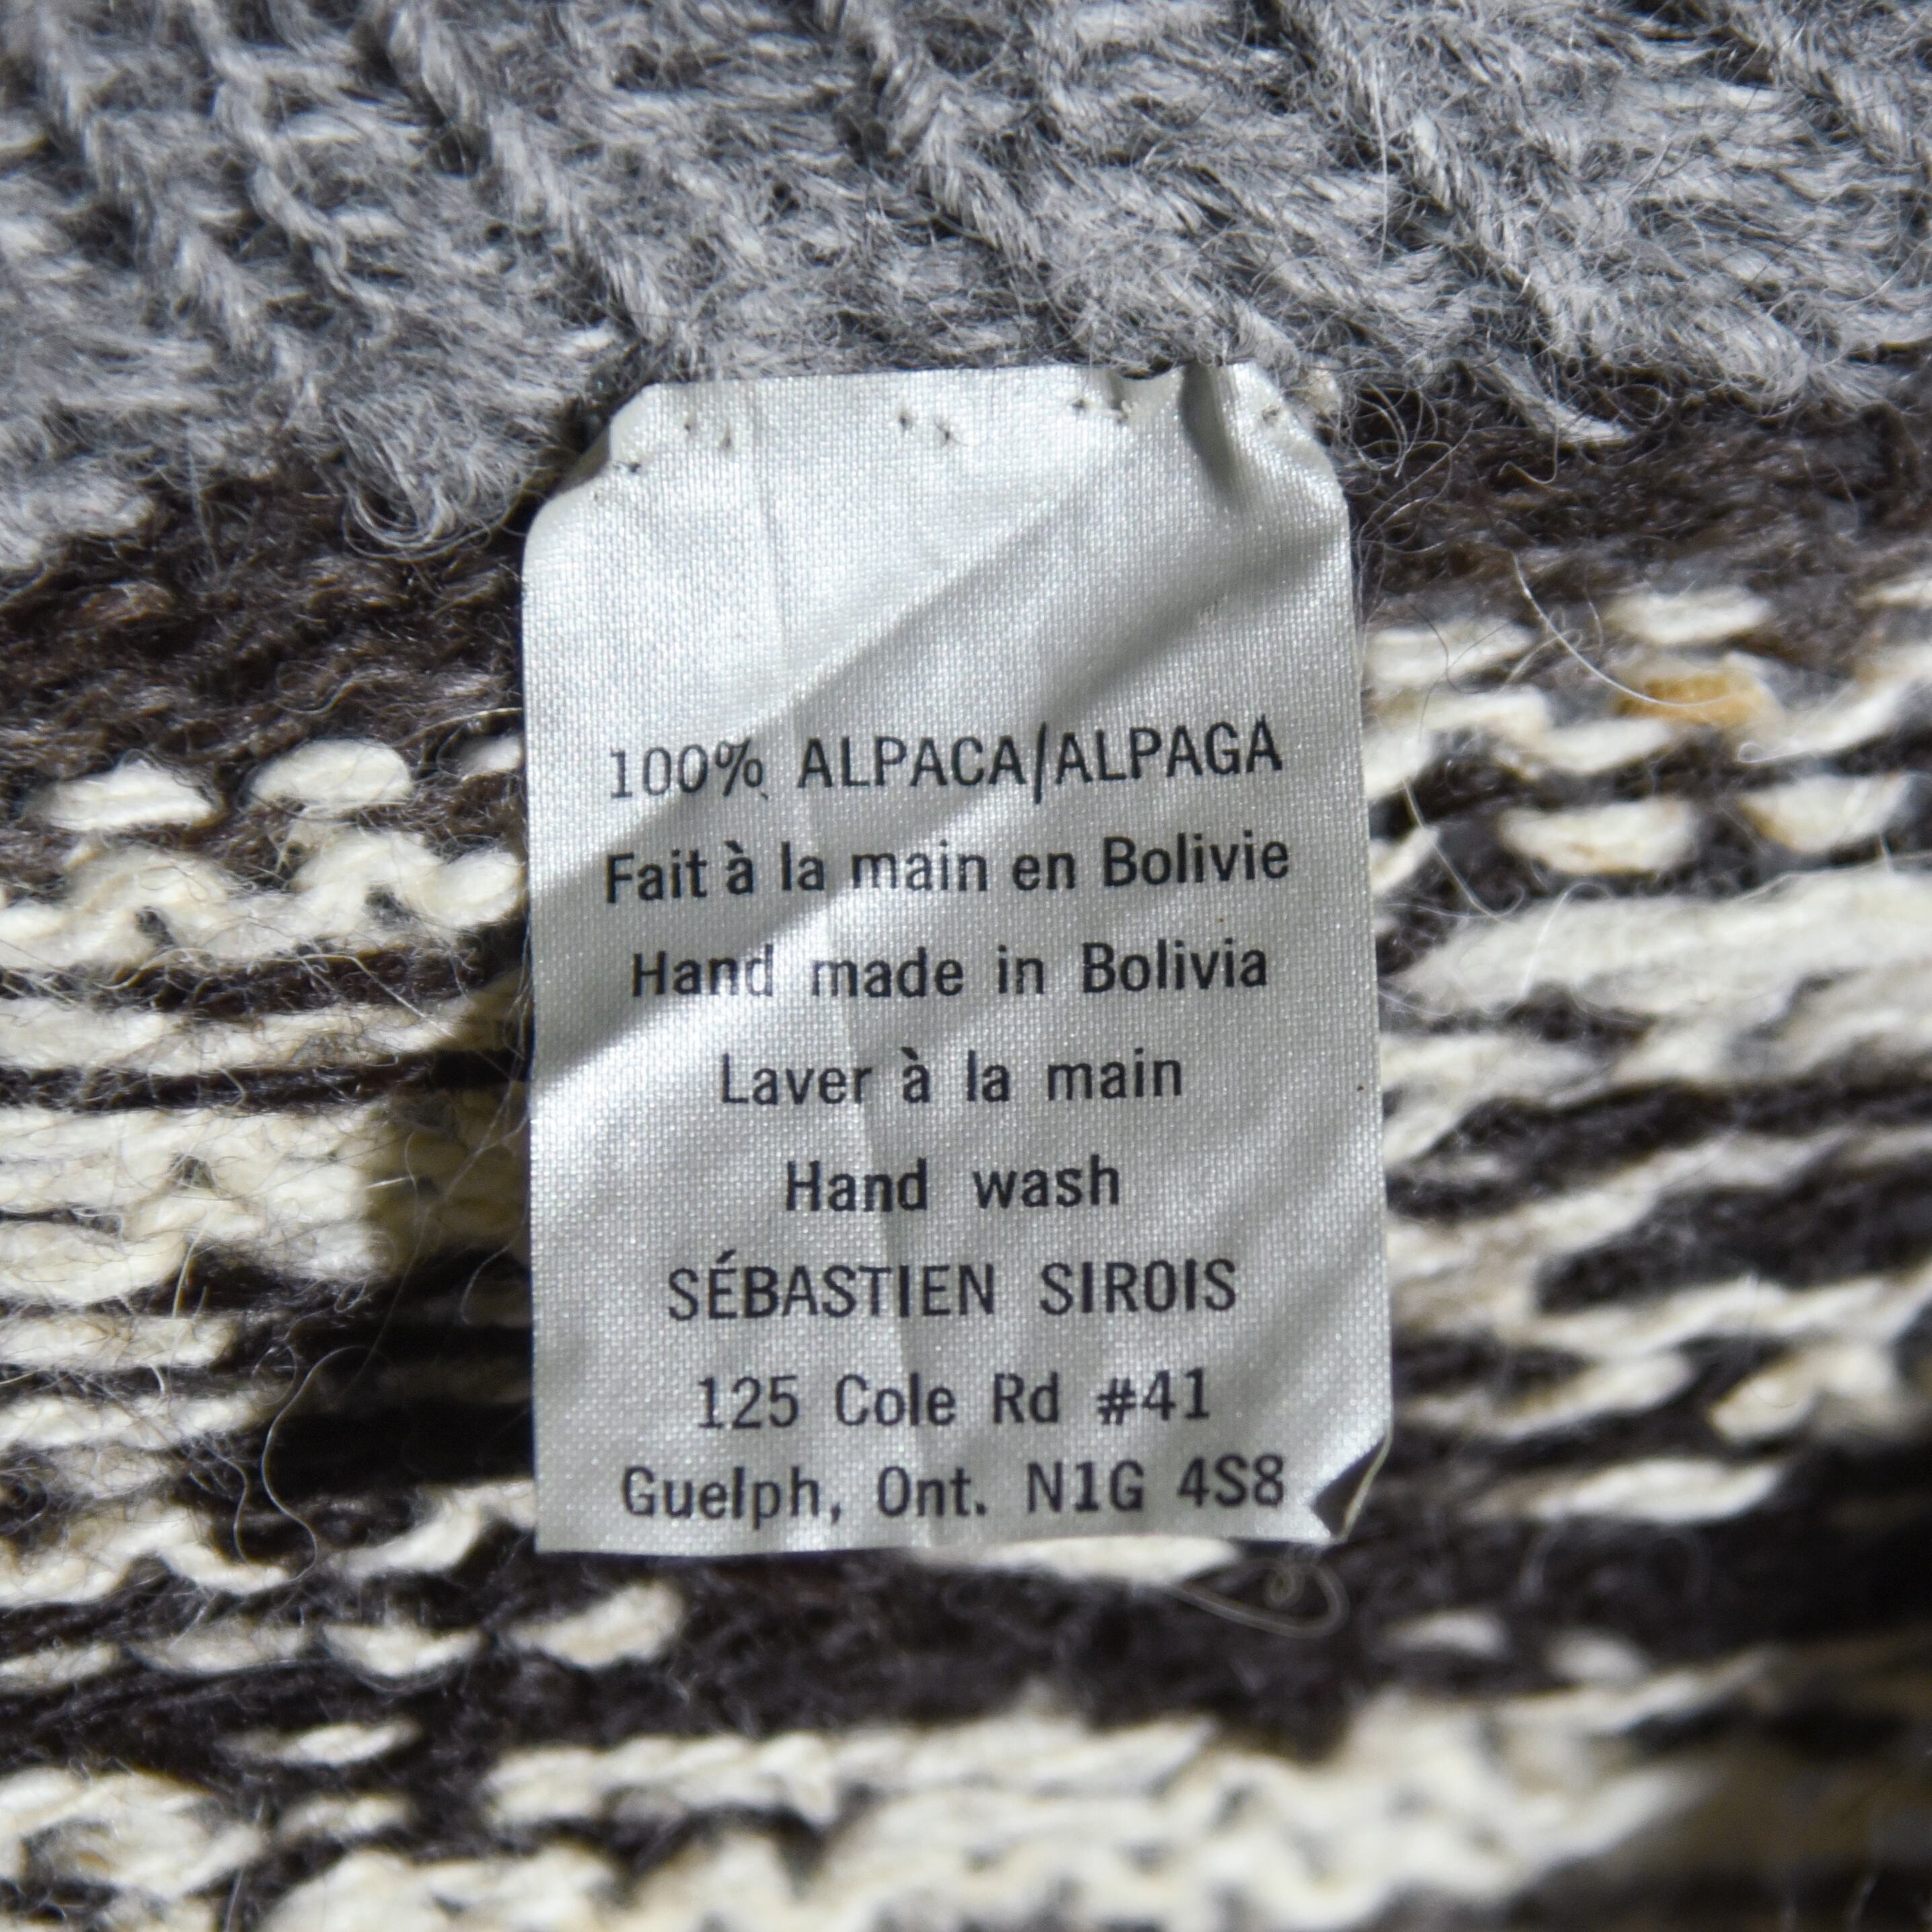 100% ALPACA/ALPAGA
Fait à la main en Bolivie
Hand made in Bolivia
Laver à la main
Hand wash
SÉBASTIEN SIROIS
125 Cole Rd #41
Guelph, Ont. N1G 4S8